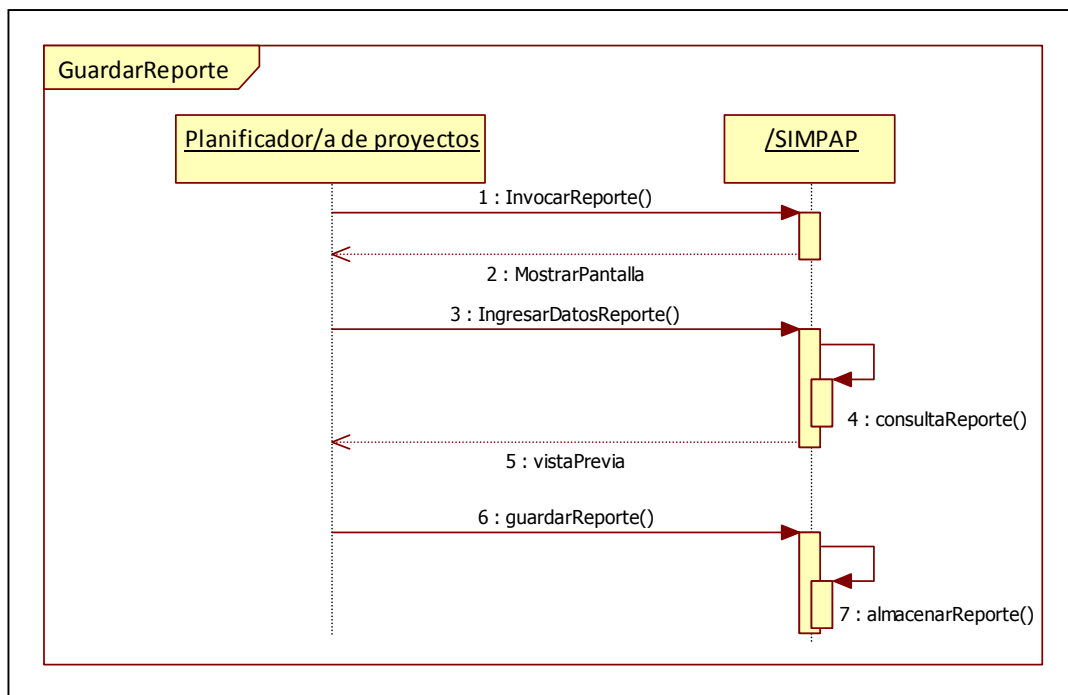 GuardarReporte
Planificador/a de proyectos
/SIMPAP
1 : InvocarReporte()
2 : MostrarPantalla
3 : IngresarDatosReporte()
4 : consultaReporte()
5 : vistaPrevia
6 : guardarReporte()
7 : almacenarReporte()